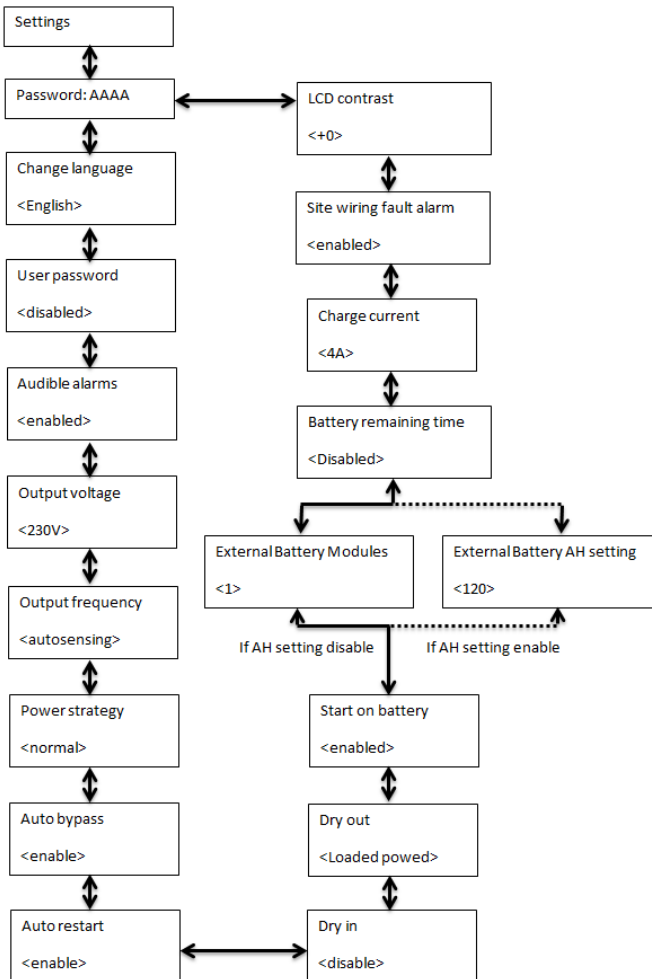 Settings
Password: AAAA
Change language
<English>
User password
<disabled>
Audible alarms
<enabled>
Output voltage
<230V>
Output frequency
<autosensing>
Power strategy
<normal>
Auto bypass
<enable>
Auto restart
<enable>
LCD contrast
<+0>
Site wiring fault alarm
<enabled>
Charge current
<4A>
Battery remaining time
<Disabled>
External Battery Modules
<1>
External Battery AH setting
<120>
If AH setting disable
If AH setting enable
Start on battery
<enabled>
Dry out
<Loaded powed>
Dry in
<disable>